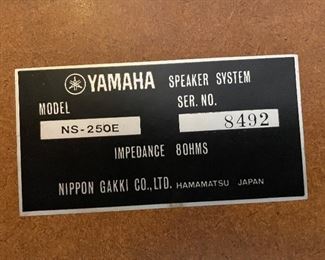 YAMAHA SPEAKER SYSTEM
MODEL SER. NO.
NS-250E 8492
IMPEDANCE 8OHMS
NIPPON GAKKI CO., LTD. HAMAMATSU JAPAN